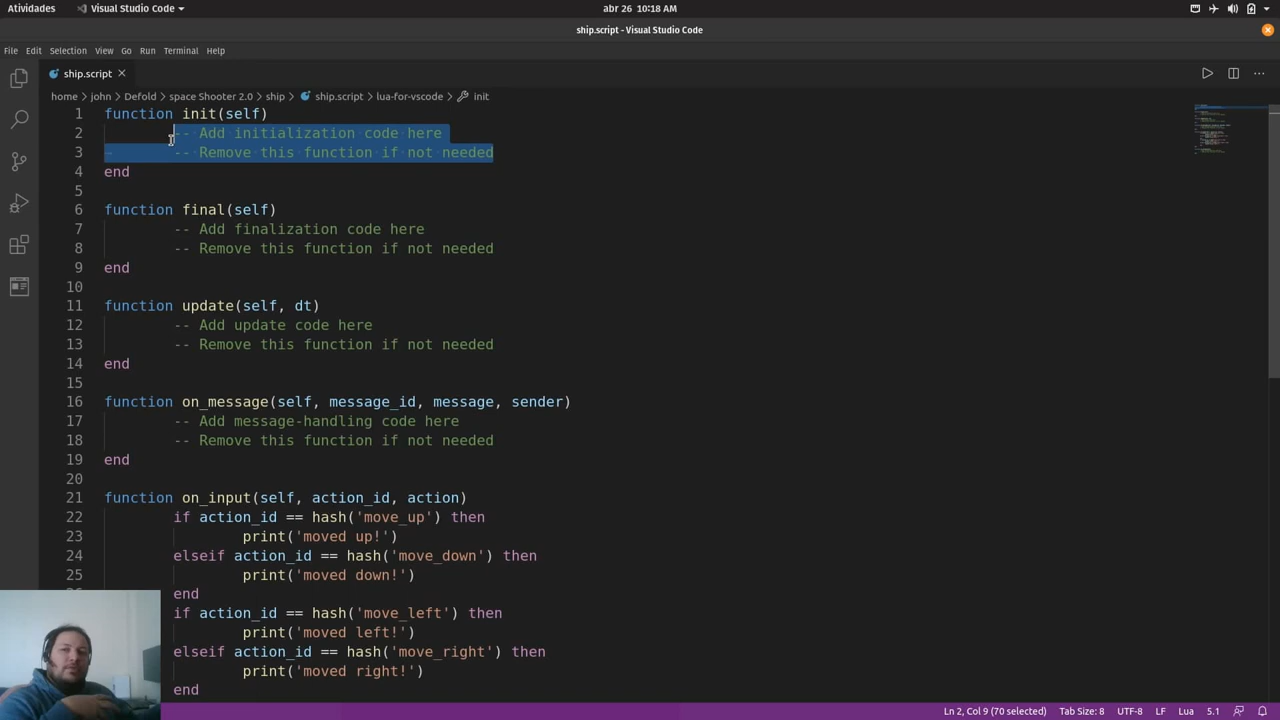 Atividades
Visual Studio Code
abr 26 10:18 AM
ship.script - Visual Studio Code
File Edit Selection View Go Run Terminal Help
ship.script
home john Defold space Shooter 2.0 ship ship.script lua-for-vscode init
1 function init(self)
2 -- Add initialization code here
3 -- Remove this function if not needed
4 end
5
6 function final(self)
7 -- Add finalization code here
8 -- Remove this function if not needed
9 end
10
11 function update(self, dt)
12 -- Add update code here
13 -- Remove this function if not needed
14 end
15
16 function on_message(self, message_id, message, sender)
17 -- Add message-handling code here
18 -- Remove this function if not needed
19 end
20
21 function on_input(self, action_id, action)
22 if action_id == hash('move_up') then
23 print('moved up!')
24 elseif action_id == hash('move_down') then
25 print('moved down!')
end
if action_id == hash('move_left') then
print('moved left!')
elseif action_id == hash('move_right') then
print('moved right!')
end
Ln 2, Col 9 (70 selected) Tab Size: 8 UTF-8 LF Lua 5.1